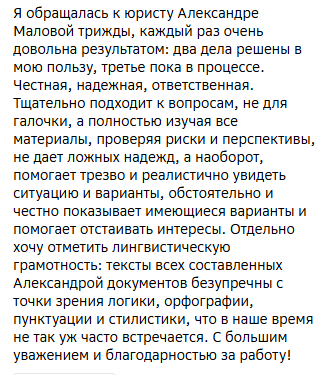 Я обращалась к юристу Александре
Маловой трижды, каждый раз очень
довольна результатом: два дела решены в
мою пользу, третье пока в процессе.
Честная, надежная, ответственная.
Тщательно подходит к вопросам, не для
галочки, а полностью изучая все
материалы, проверяя риски и перспективы,
не дает ложных надежд, а наоборот,
помогает трезво и реалистично увидеть
ситуацию и варианты, обстоятельно и
честно показывает имеющиеся варианты и
помогает отстаивать интересы. Отдельно
хочу отметить лингвистическую
грамотность: тексты всех составленных
Александрой документов безупречны с
точки зрения логики, орфографии,
пунктуации и стилистики, что в наше время
не так уж часто встречается. С большим
уважением и благодарностью за работу!